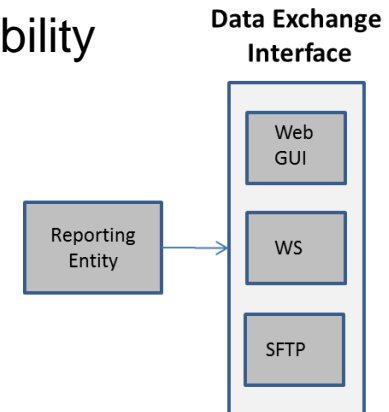 bility
Data Exchange
Interface
Web
GUI
Reporting
Entity
WS
SFTP